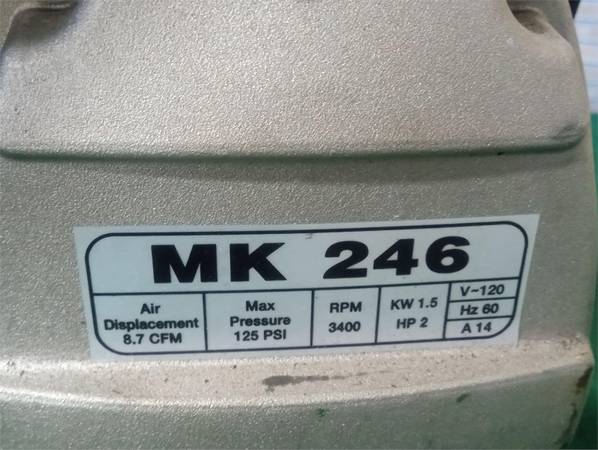 MK 246
Air
Displacement
8.7 CFM
Max
Pressure
125 PSI
RPM
3400
KW 1.5
HP 2
V~120
Hz 60
A 14